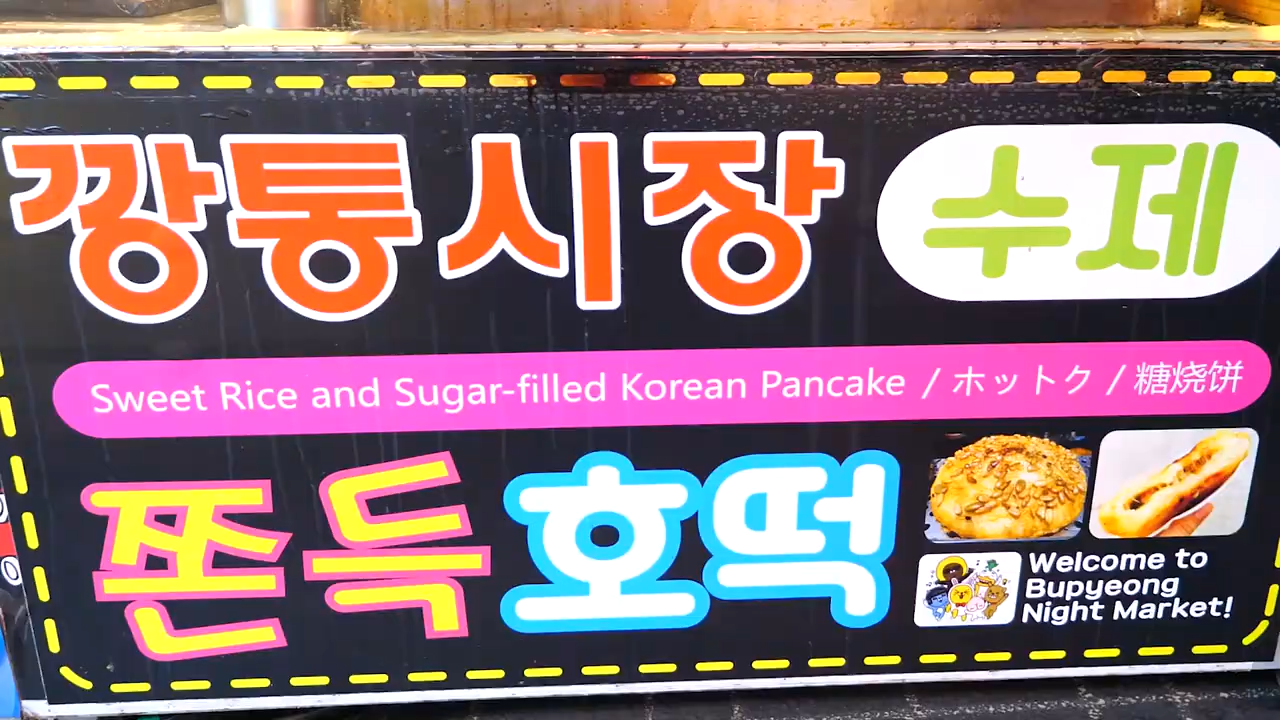 깡통시장 수제
Sweet Rice and Sugar-filled Korean Pancake / ホットク / 糖烧饼
쫀득 호떡
Welcome to
Bupyeong
Night Market!